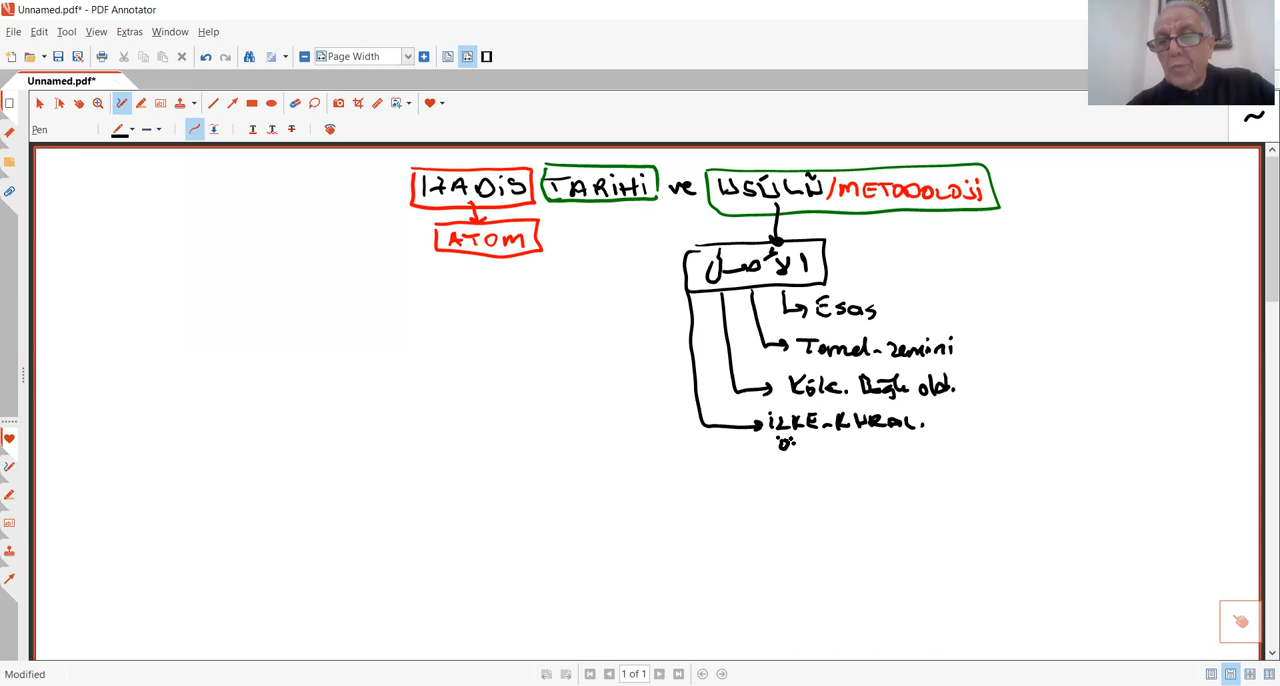 Unnamed.pdf* - PDF Annotator
File Edit Tool View Extras Window Help
Page Width
Unnamed.pdf*
Pen
HADİS TARİHİ ve USÛLÜ/METODOLOJİ
ATOM
الأصل
Esas
Temel-zemini
Kök. Bağlı old.
İLKE-KURAL.
1 of 1
Modified